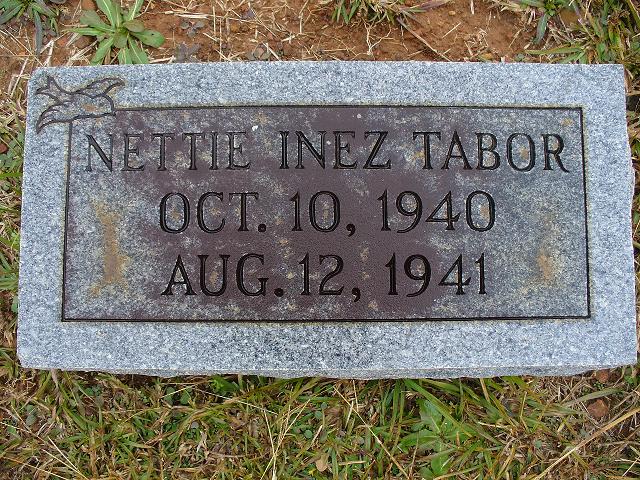 NETTIE INEZ TABOR
OCT. 10, 1940
AUG. 12, 1941